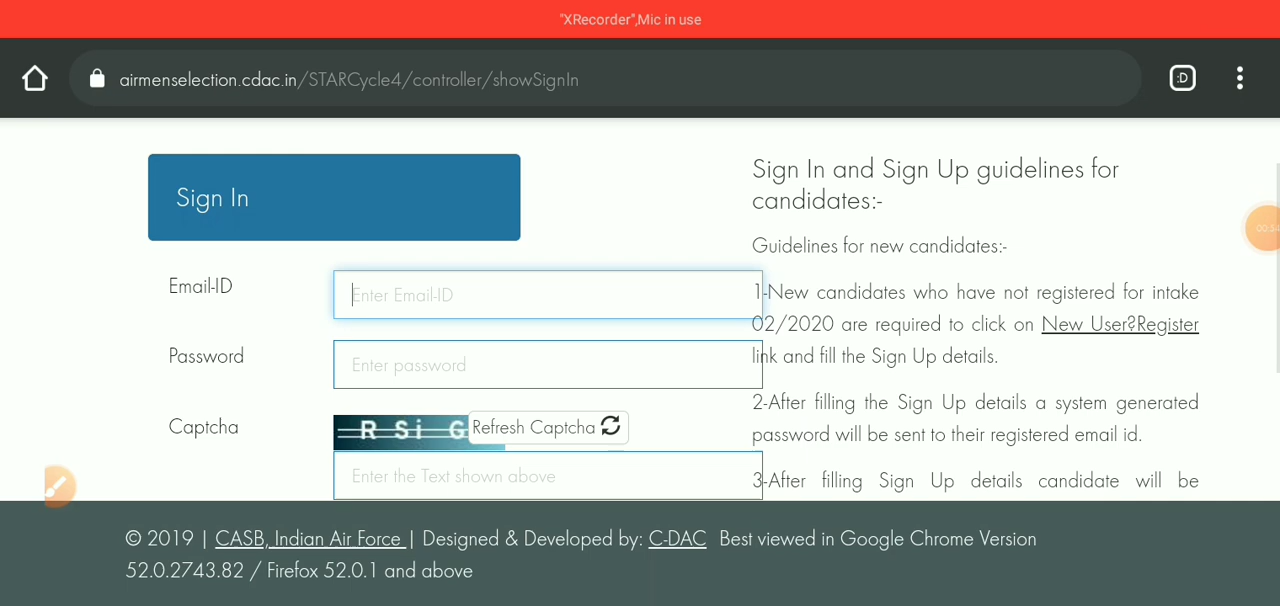 "XRecorder",Mic in use
airmenselection.cdac.in/STARCycle4/controller/showSignIn
:D
Sign In
Email-ID
Enter Email-ID
Password
Enter password
Captcha
R Si G
Refresh Captcha
Enter the Text shown above
Sign In and Sign Up guidelines for
candidates:-
Guidelines for new candidates:-
1-New candidates who have not registered for intake
02/2020 are required to click on New User?Register
link and fill the Sign Up details.
2-After filling the Sign Up details a system generated
password will be sent to their registered email id.
3-After filling Sign Up details candidate will be
© 2019 | CASB, Indian Air Force | Designed & Developed by: C-DAC Best viewed in Google Chrome Version
52.0.2743.82 / Firefox 52.0.1 and above